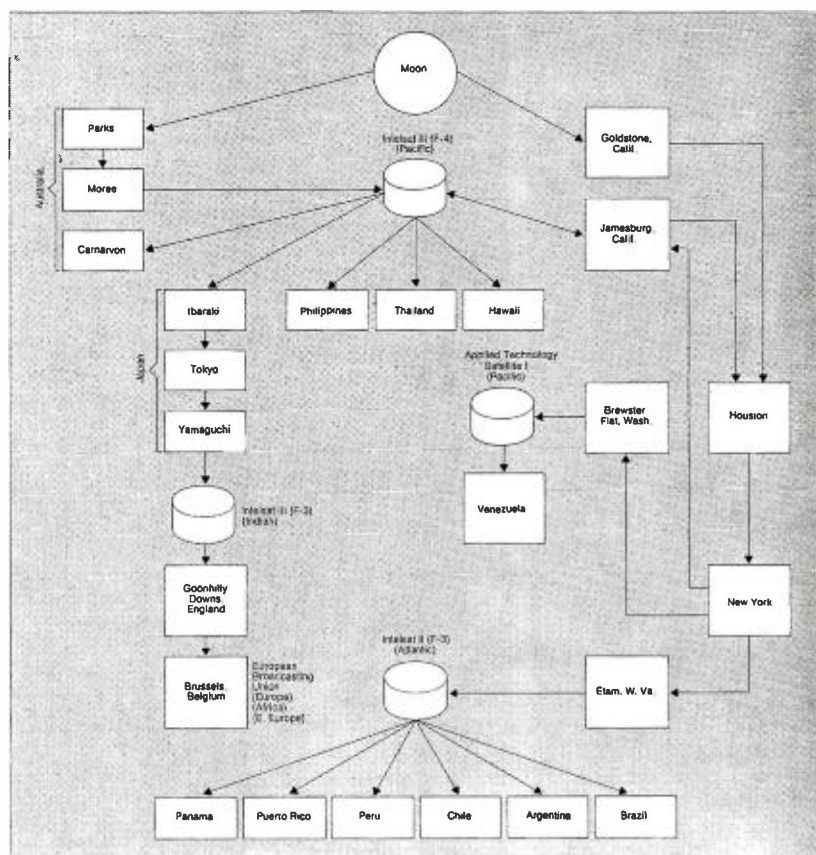 Moon
Parks
Moree
Carnarvon
Australia
Intelsat III (F-4)
(Pacific)
Goldstone,
Calif.
Jamesburg,
Calif.
Ibaraki
Tokyo
Yamaguchi
Japan
Philippines
Thailand
Hawaii
Applied Technology
Satellite I
(Pacific)
Brewster
Flat, Wash.
Houston
Venezuela
Intelsat III (F-3)
(Indian)
Goonhilly
Downs
England
New York
Brussels
Belgium
European
Broadcasting
Union
(Europe)
(Africa)
(E. Europe)
Intelsat II (F-3)
(Atlantic)
Etam. W. Va.
Panama
Puerto Rico
Peru
Chile
Argentina
Brazil